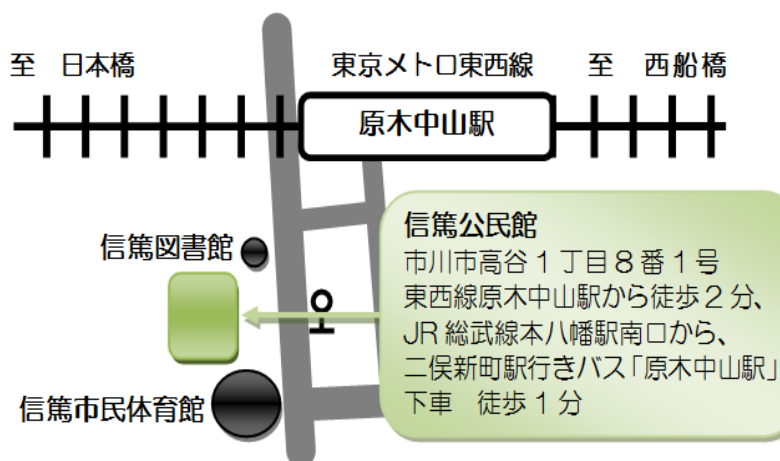 至 日本橋
東京メトロ東西線
至 西船橋
原木中山駅
信篤図書館
信篤公民館
市川市高谷1丁目8番1号
東西線原木中山駅から徒歩2分、
JR総武線本八幡駅南口から、
二俣新町駅行きバス「原木中山駅」
下車 徒歩1分
信篤市民体育館